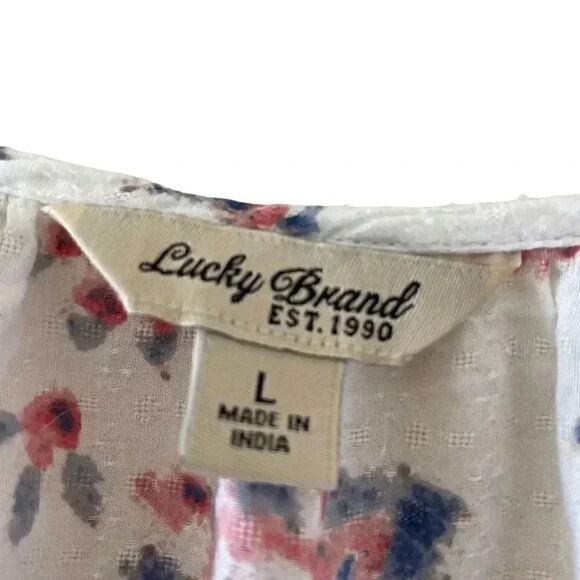 Lucky Brand
EST. 1990
L
MADE IN
INDIA